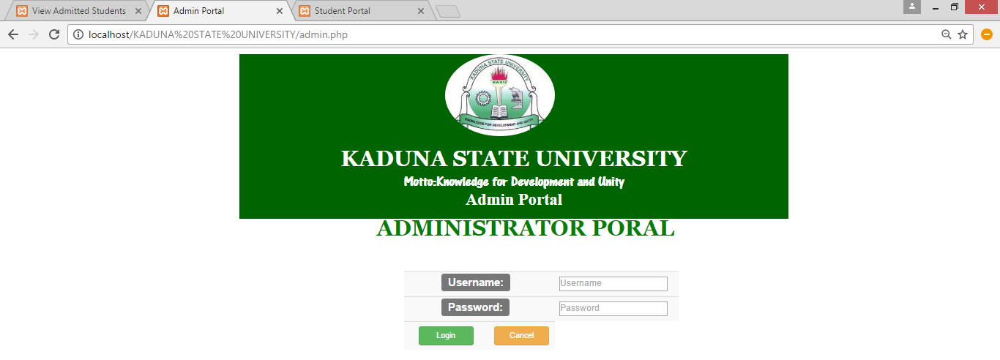 View Admitted Students
Admin Portal
Student Portal
localhost/KADUNA%20STATE%20UNIVERSITY/admin.php
KADUNA STATE UNIVERSITY
KASU
KNOWLEDGE FOR DEVELOPMENT AND UNITY
KADUNA STATE UNIVERSITY
Motto:-Knowledge for Development and Unity
Admin Portal
ADMINISTRATOR PORAL
Username: Username
Password: Password
Login Cancel